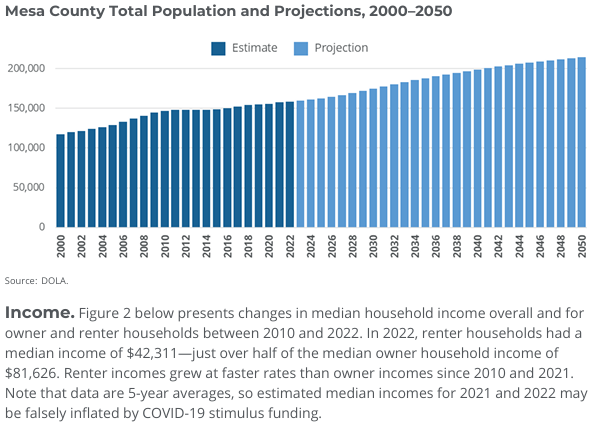 Mesa County Total Population and Projections, 2000–2050
Estimate Projection
200,000
150,000
100,000
50,000
0
2000 2002 2004 2006 2008 2010 2012 2014 2016 2018 2020 2022 2024 2026 2028 2030 2032 2034 2036 2038 2040 2042 2044 2046 2048 2050
Source: DOLA.
Income. Figure 2 below presents changes in median household income overall and for
owner and renter households between 2010 and 2022. In 2022, renter households had a
median income of $42,311—just over half of the median owner household income of
$81,626. Renter incomes grew at faster rates than owner incomes since 2010 and 2021.
Note that data are 5-year averages, so estimated median incomes for 2021 and 2022 may
be falsely inflated by COVID-19 stimulus funding.